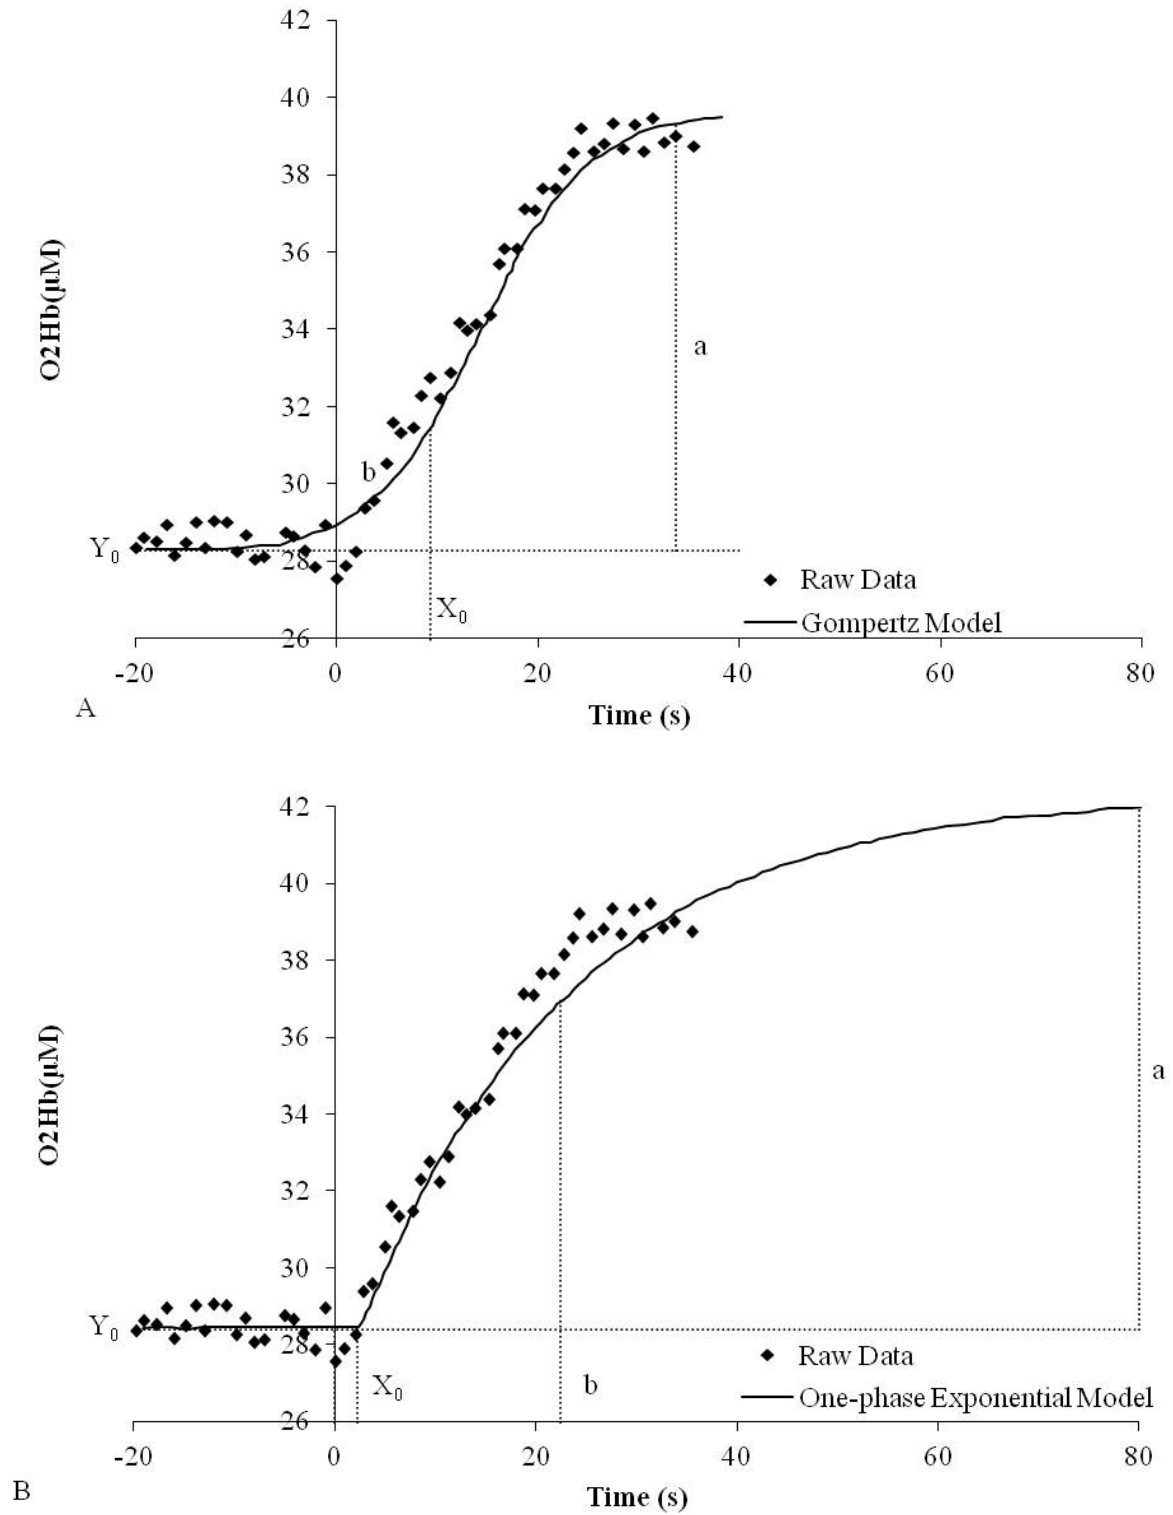 42
40
38
36
34
32
30
28
26
O2Hb(μM)
a
b
Y₀
X₀
Raw Data
Gompertz Model
-20 0 20 40 60 80
A
Time (s)
42
40
38
36
34
32
30
28
26
O2Hb(μM)
a
Y₀
X₀ b
Raw Data
One-phase Exponential Model
-20 0 20 40 60 80
B
Time (s)